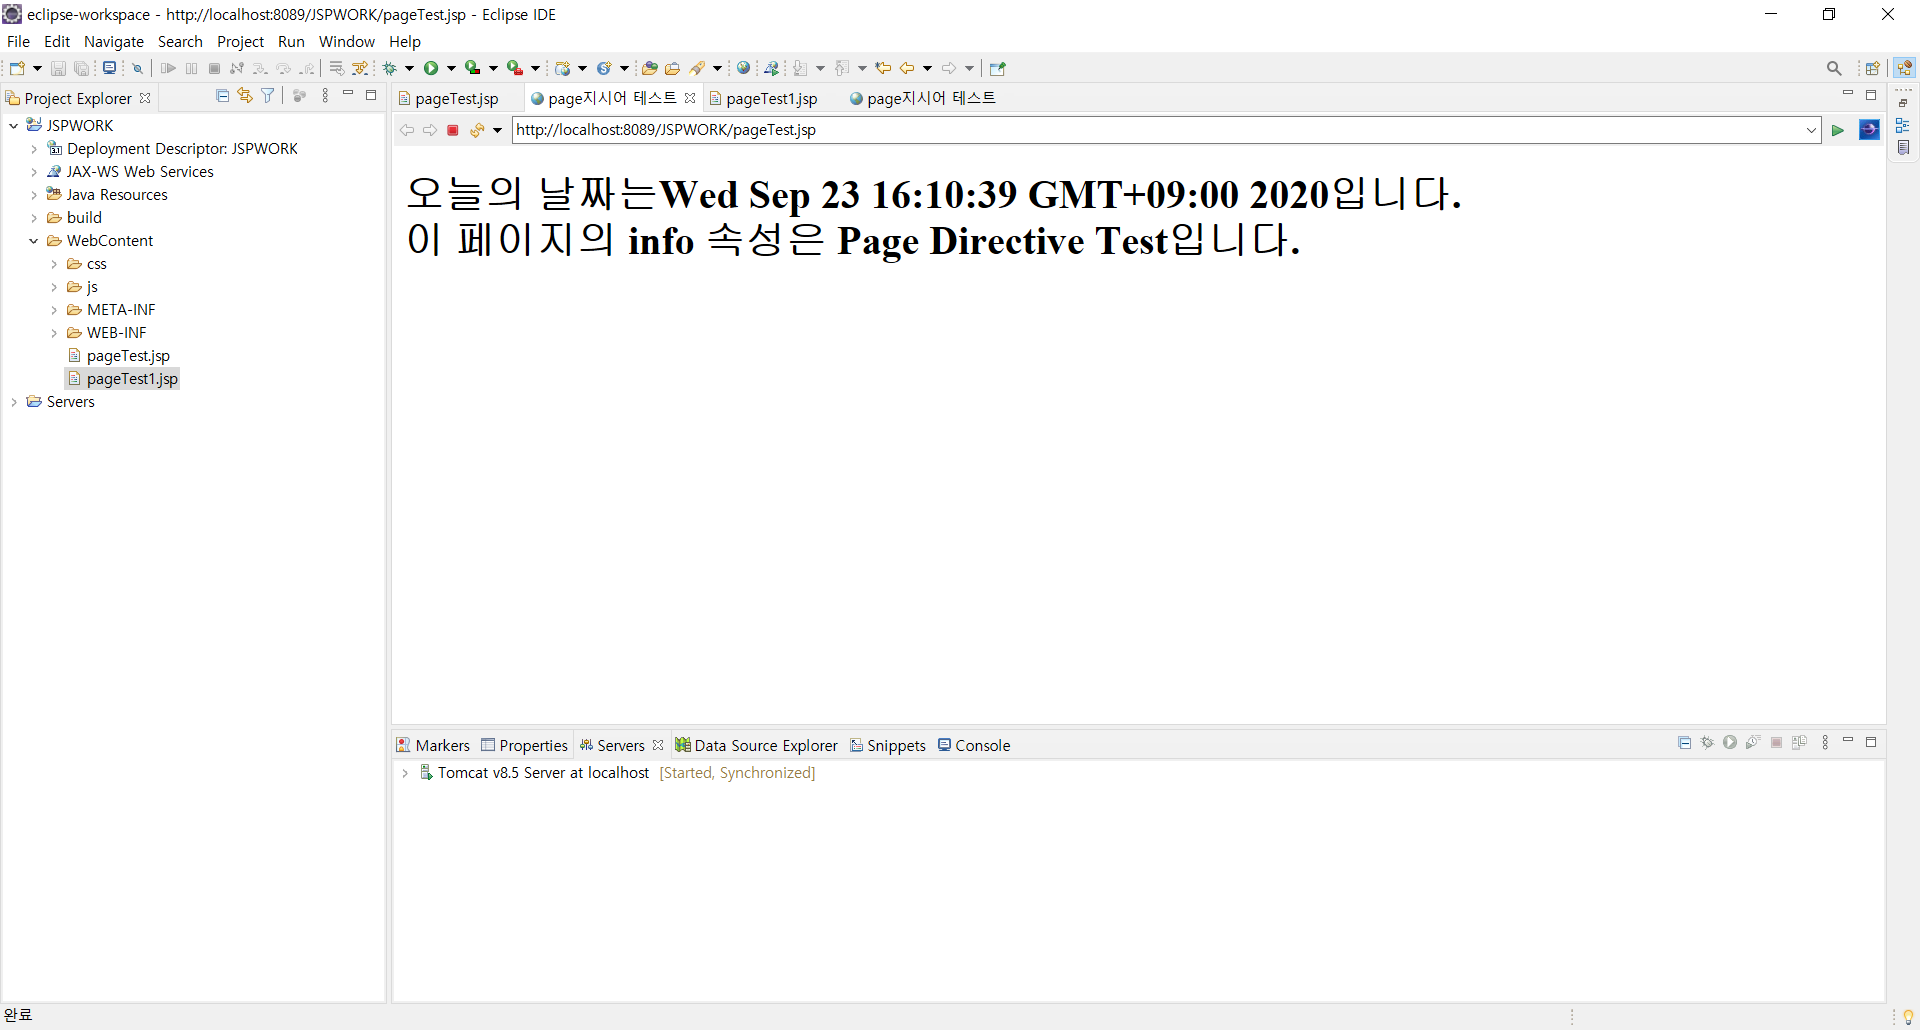 eclipse-workspace - http://localhost:8089/JSPWORK/pageTest.jsp - Eclipse IDE
File Edit Navigate Search Project Run Window Help
Project Explorer
pageTest.jsp page지시어 테스트 pageTest1.jsp page지시어 테스트
http://localhost:8089/JSPWORK/pageTest.jsp
JSPWORK
Deployment Descriptor: JSPWORK
JAX-WS Web Services
Java Resources
build
WebContent
css
js
META-INF
WEB-INF
pageTest.jsp
pageTest1.jsp
Servers
오늘의 날짜는Wed Sep 23 16:10:39 GMT+09:00 2020입니다.
이 페이지의 info 속성은 Page Directive Test입니다.
Markers Properties Servers Data Source Explorer Snippets Console
Tomcat v8.5 Server at localhost [Started, Synchronized]
완료